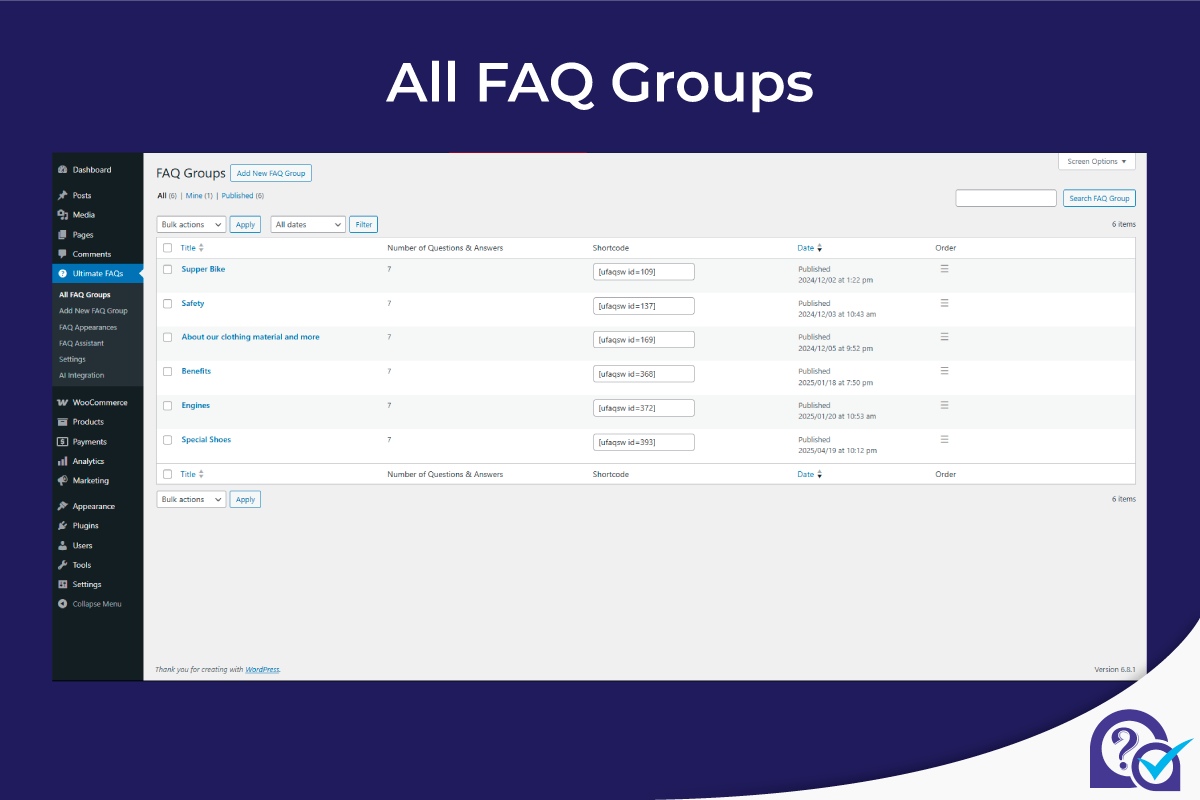 All FAQ Groups
Dashboard
Posts
Media
Pages
Comments
Ultimate FAQs
All FAQ Groups
Add New FAQ Group
FAQ Appearances
FAQ Assistant
Settings
AI Integration
WooCommerce
Products
Payments
Analytics
Marketing
Appearance
Plugins
Users
Tools
Settings
Collapse Menu
Screen Options
FAQ Groups Add New FAQ Group
All (6) | Mine (1) | Published (6)
Search FAQ Group
Bulk actions Apply All dates Filter 6 items
Title Number of Questions & Answers Shortcode Date Order
Supper Bike 7 [ufaqsw id=109] Published
2024/12/02 at 1:22 pm
Safety 7 [ufaqsw id=137] Published
2024/12/03 at 10:43 am
About our clothing material and more 7 [ufaqsw id=169] Published
2024/12/05 at 9:52 pm
Benefits 7 [ufaqsw id=368] Published
2025/01/18 at 7:50 pm
Engines 7 [ufaqsw id=372] Published
2025/01/20 at 10:53 am
Special Shoes 7 [ufaqsw id=393] Published
2025/04/19 at 10:12 pm
Title Number of Questions & Answers Shortcode Date Order
Bulk actions Apply 6 items
Thank you for creating with WordPress. Version 6.8.1